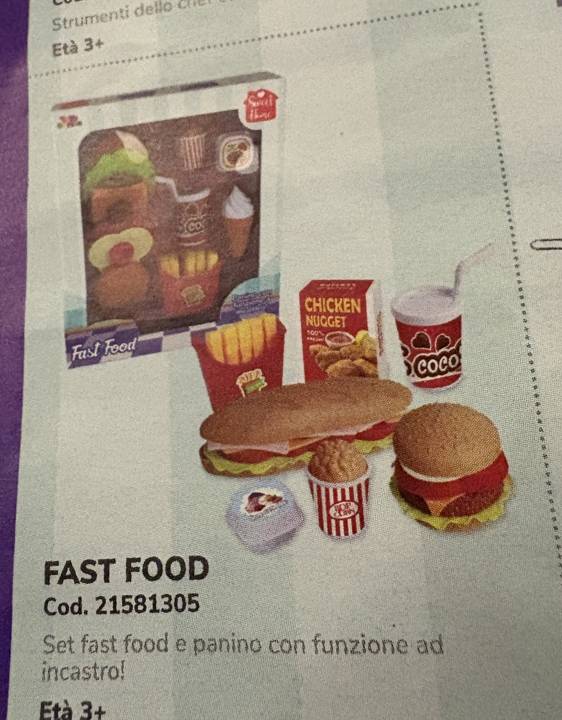 Strumenti dello
Età 3+
Sweet
Home
Fast Food
CHICKEN
NUGGET
100%
COCO
POP
CORN
FAST FOOD
Cod. 21581305
Set fast food e panino con funzione ad
incastro!
Età 3+